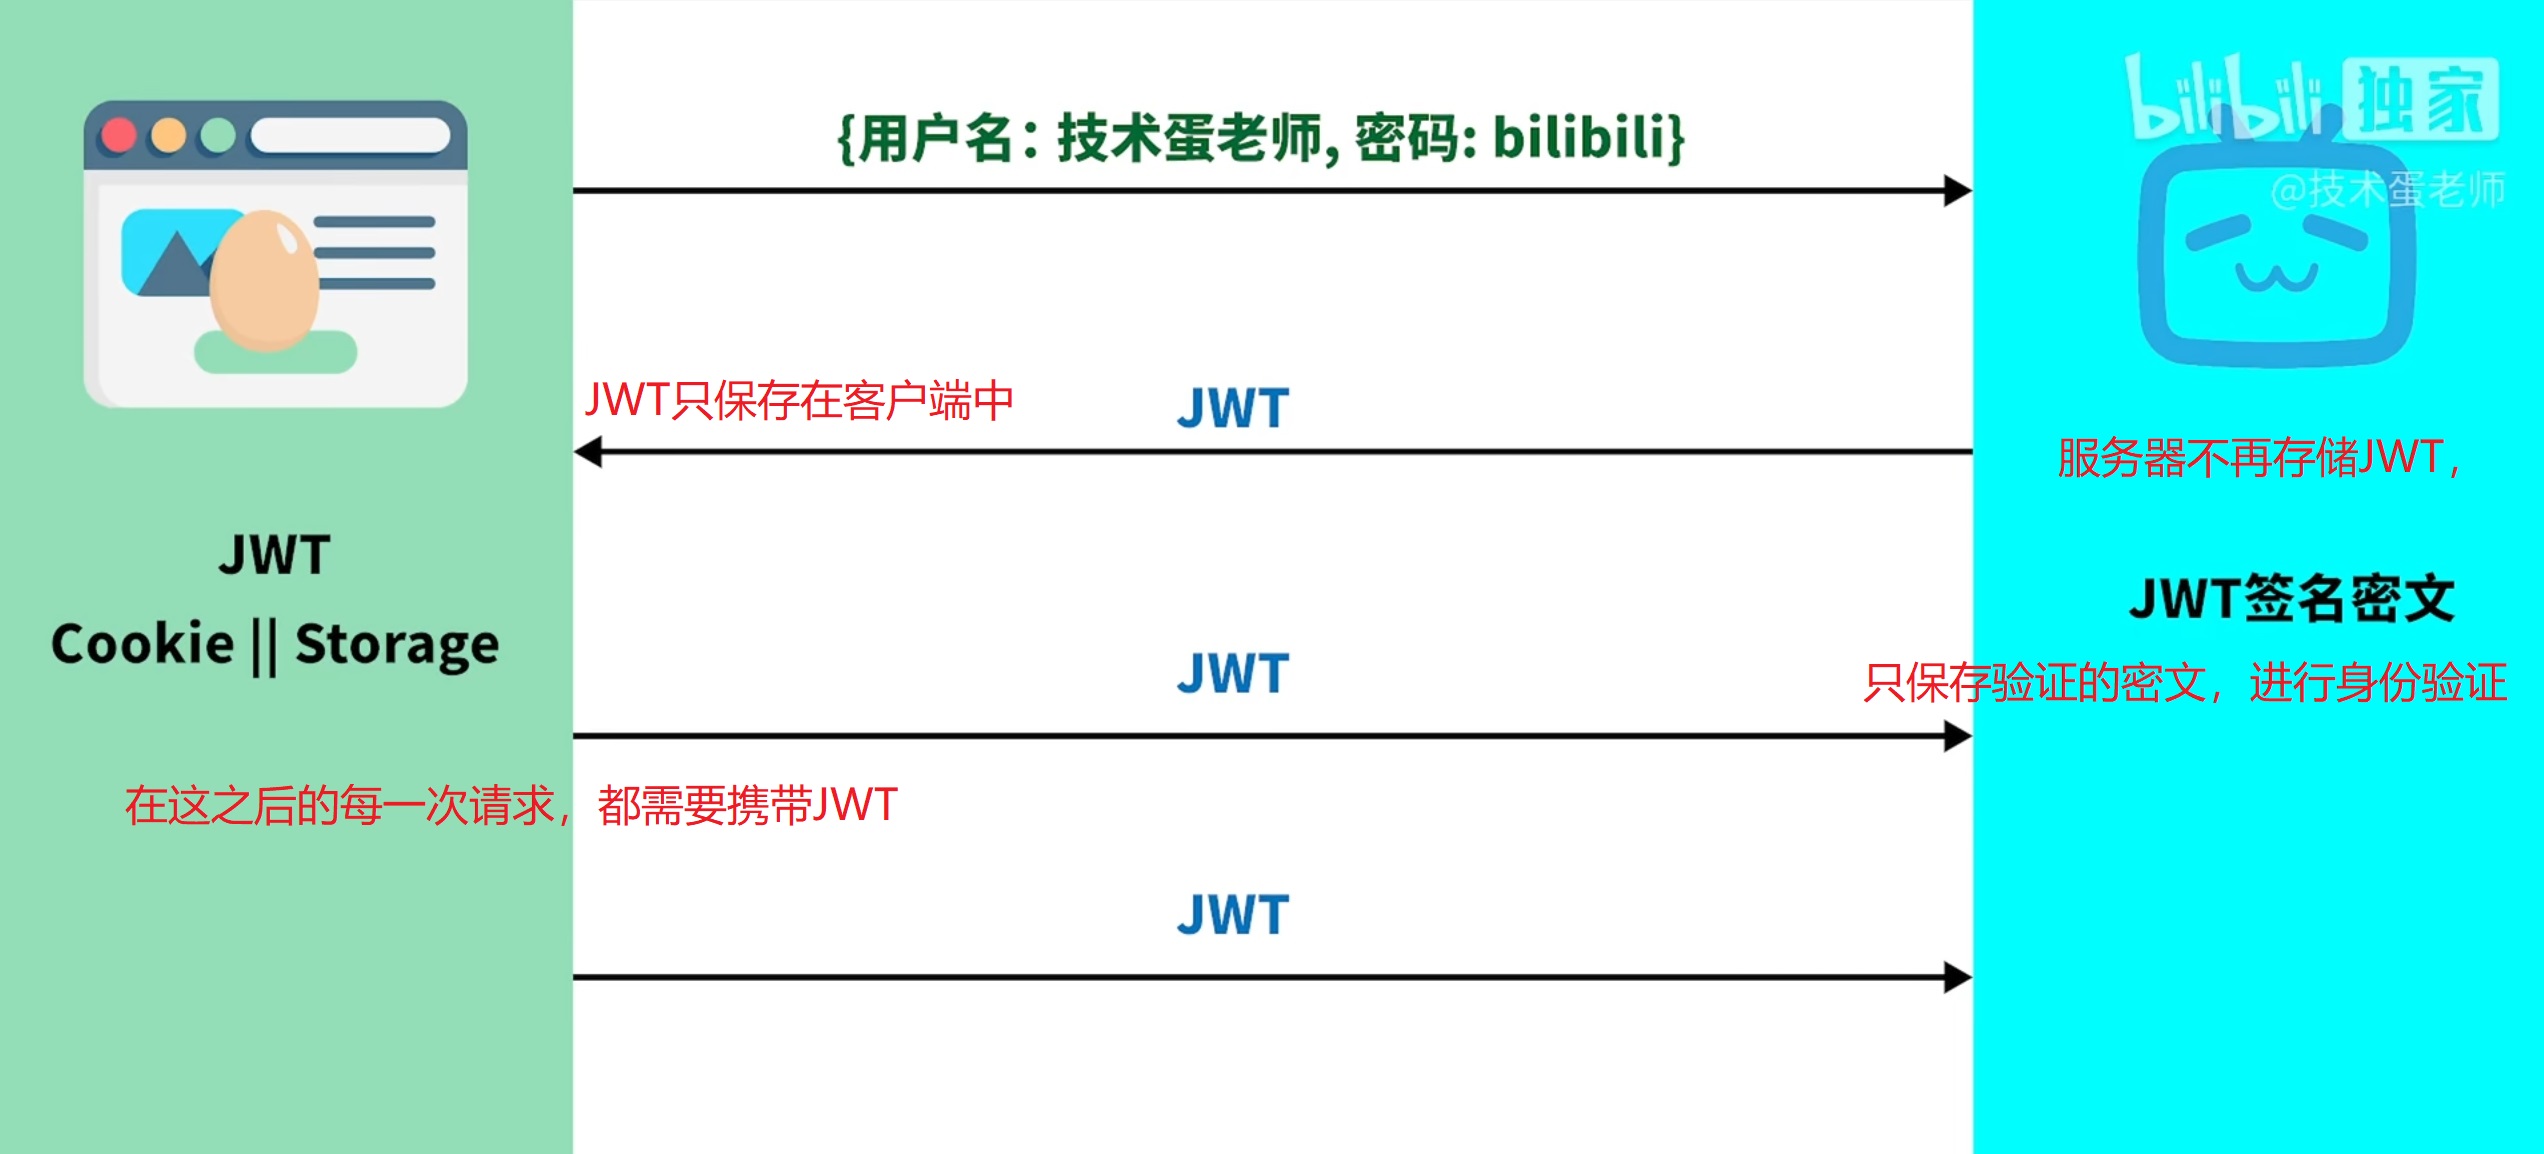 bilibili 独家
@技术蛋老师
{用户名：技术蛋老师, 密码: bilibili}
JWT只保存在客户端中
JWT
服务器不再存储JWT，
JWT
Cookie || Storage
JWT签名密文
只保存验证的密文，进行身份验证
JWT
在这之后的每一次请求，都需要携带JWT
JWT